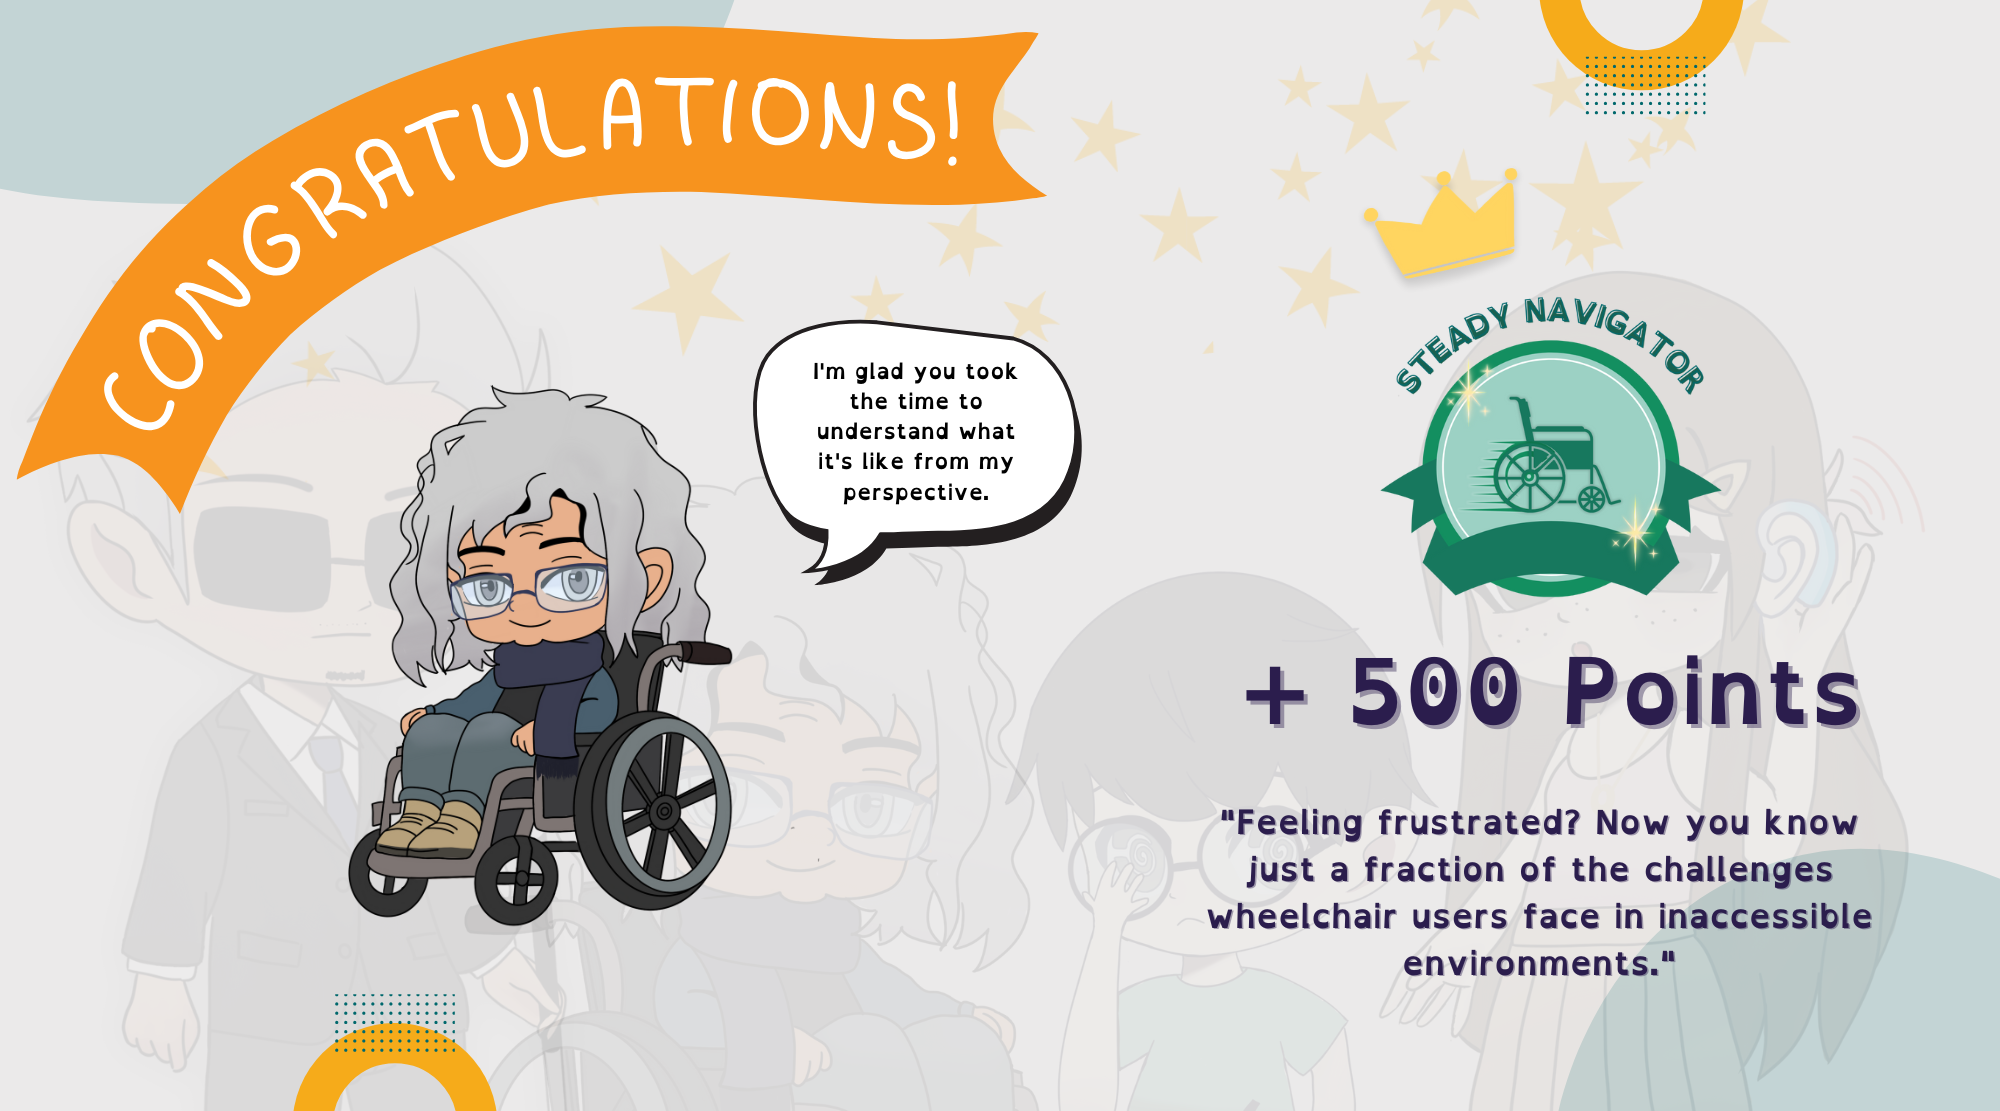 CONGRATULATIONS!
I'm glad you took
the time to
understand what
it's like from my
perspective.
STEADY NAVIGATOR
+ 500 Points
"Feeling frustrated? Now you know
just a fraction of the challenges
wheelchair users face in inaccessible
environments."